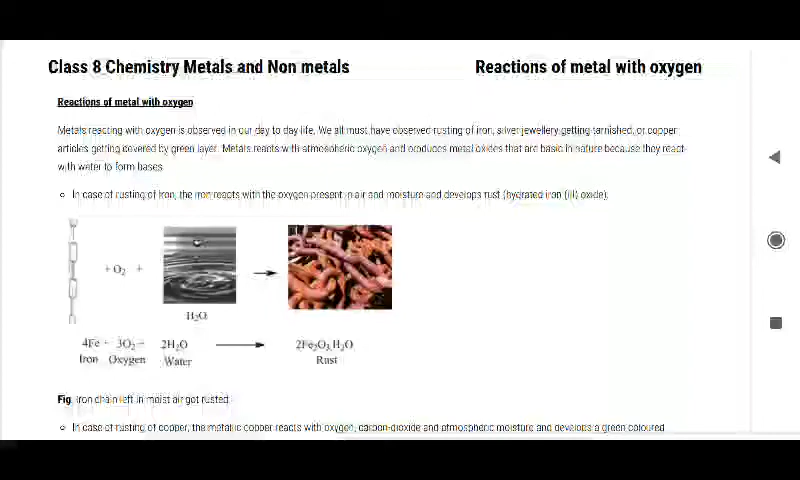 Class 8 Chemistry Metals and Non metals Reactions of metal with oxygen
Reactions of metal with oxygen
Metals reacting with oxygen is observed in our day to day life. We all must have observed rusting of iron, silver jewellery getting tarnished, or copper
articles getting covered by green layer. Metals reacts with atmospheric oxygen and produces metal oxides that are basic in nature because they react
with water to form bases.
In case of rusting of Iron, the iron reacts with the oxygen present in air and moisture and develops rust (hydrated iron (III) oxide).
+ O₂ +
H₂O
4Fe + 3O₂ + 2H₂O → 2Fe₂O₃.H₂O
Iron Oxygen Water Rust
Fig. Iron chain left in moist air got rusted
In case of rusting of copper, the metallic copper reacts with oxygen, carbon-dioxide and atmospheric moisture and develops a green coloured